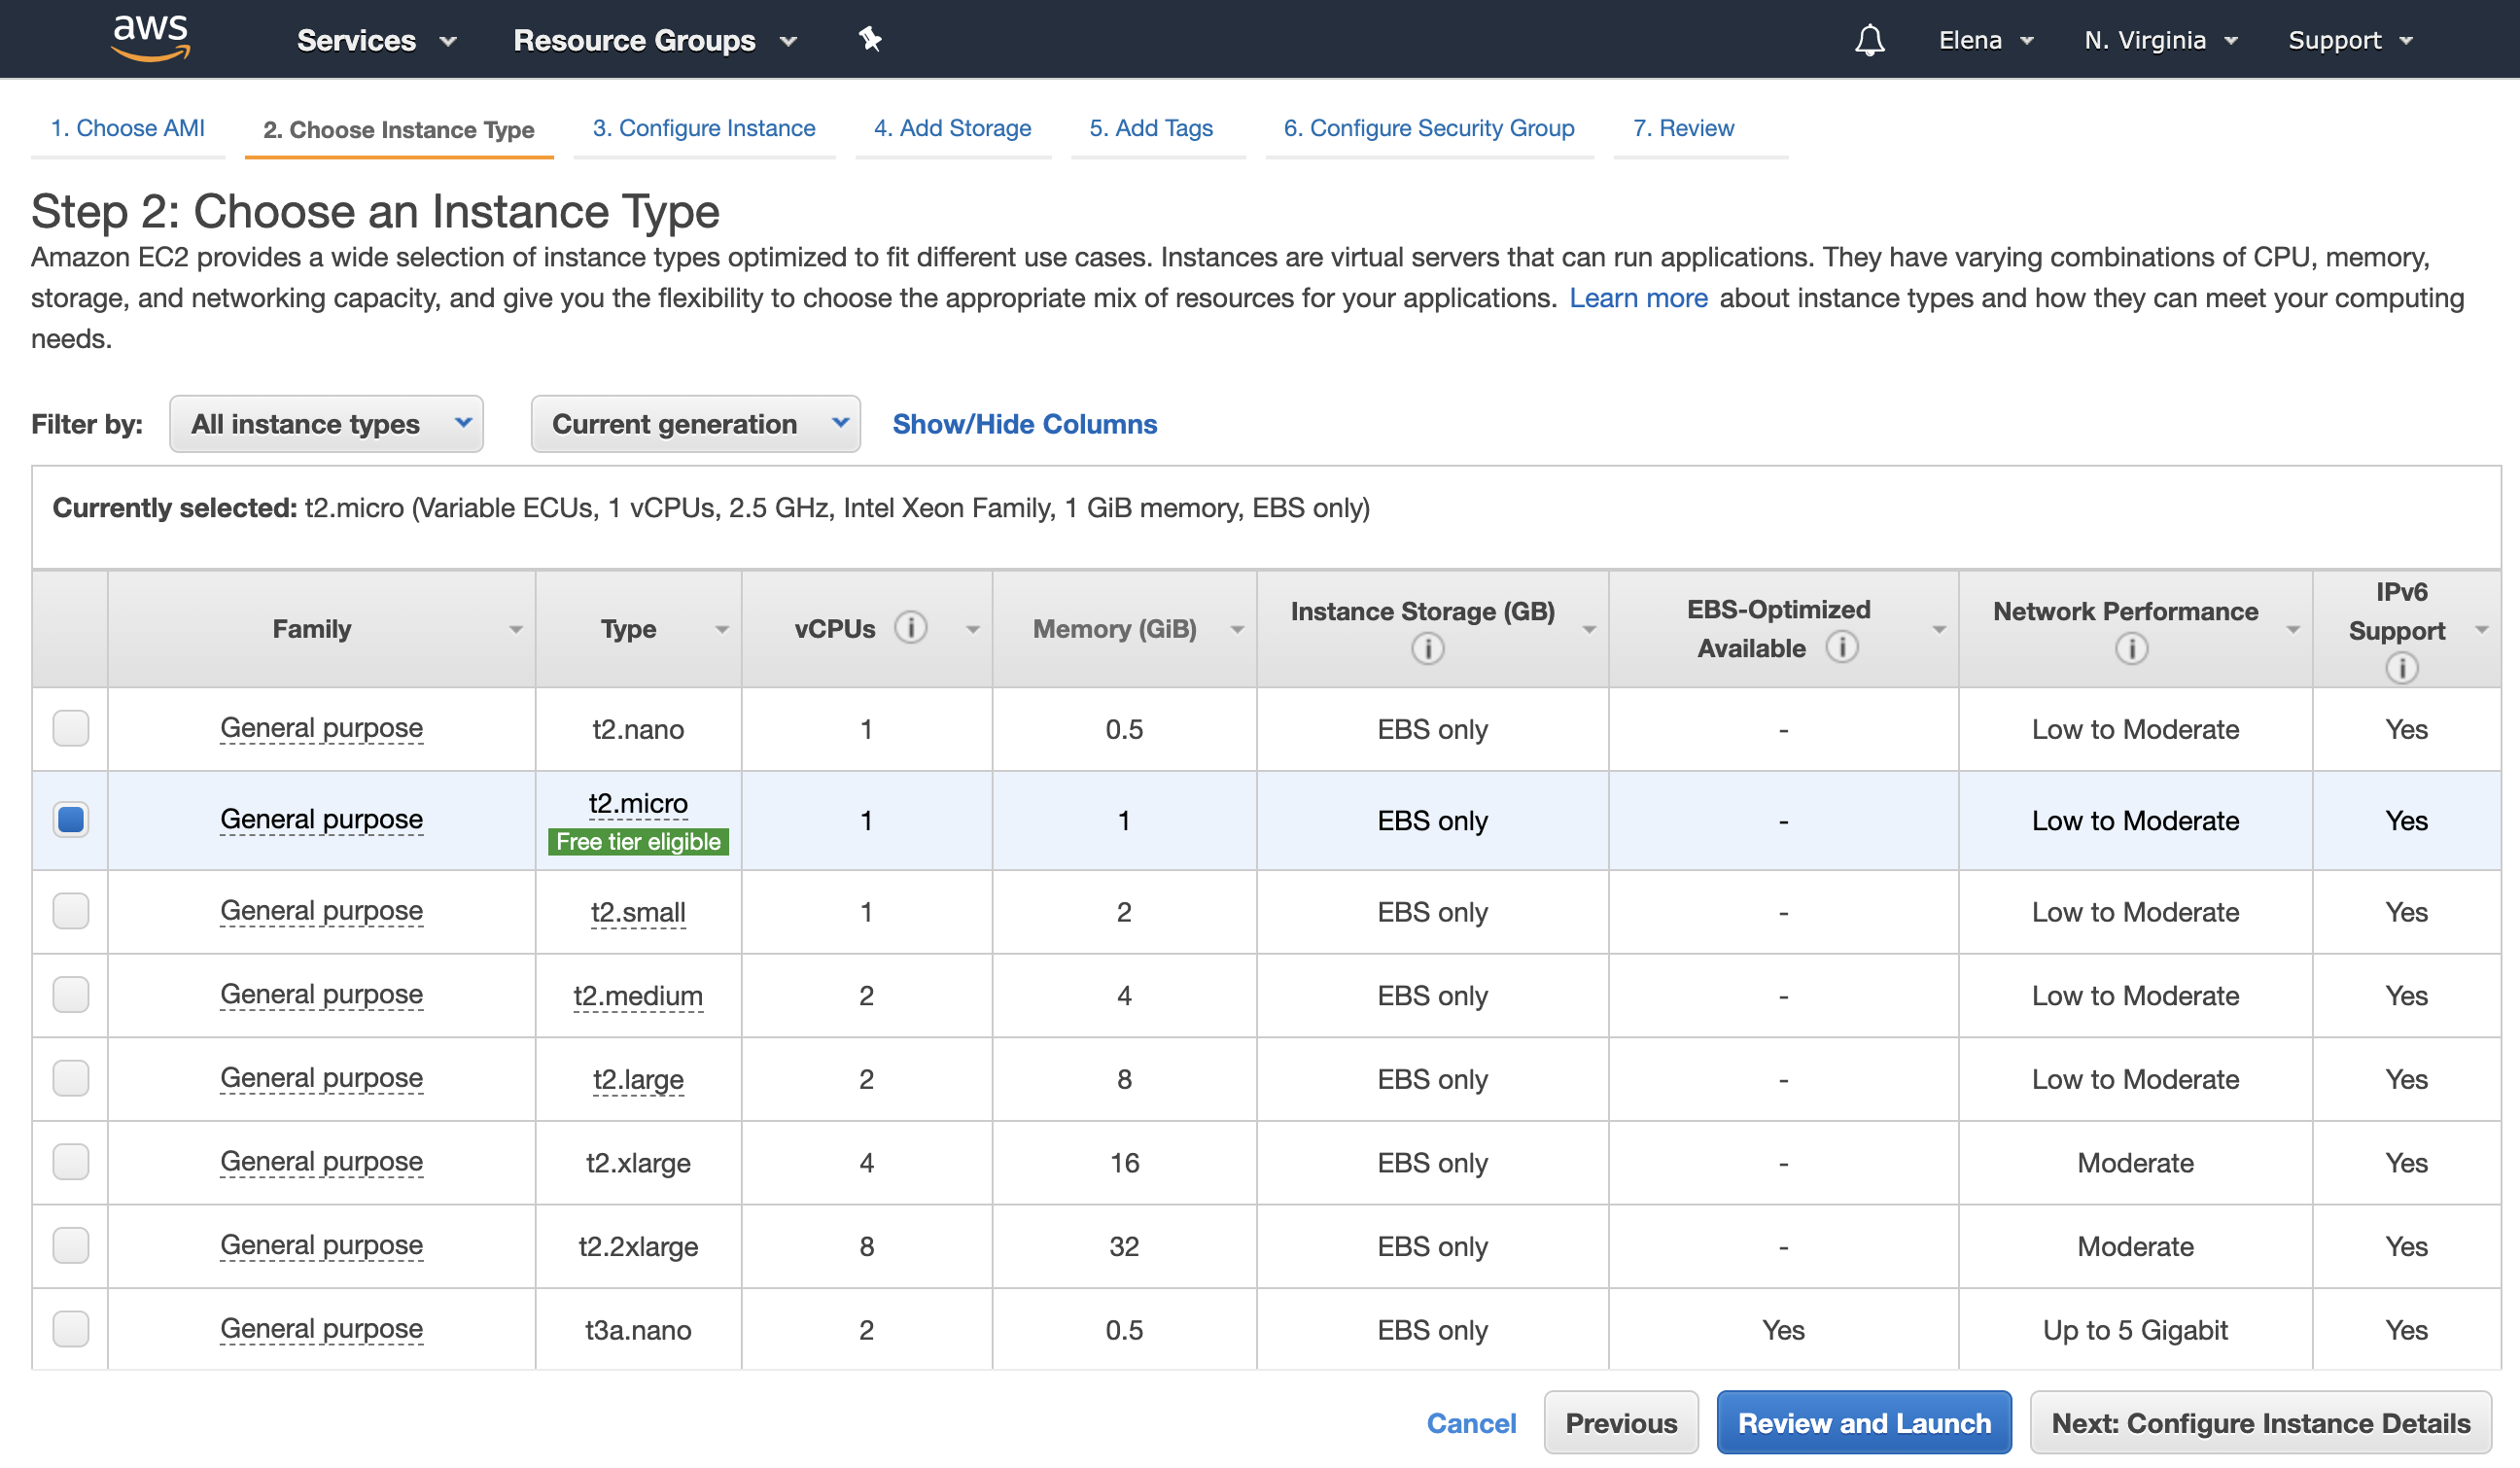 aws Services Resource Groups Elena N. Virginia Support
1. Choose AMI 2. Choose Instance Type 3. Configure Instance 4. Add Storage 5. Add Tags 6. Configure Security Group 7. Review
Step 2: Choose an Instance Type
Amazon EC2 provides a wide selection of instance types optimized to fit different use cases. Instances are virtual servers that can run applications. They have varying combinations of CPU, memory,
storage, and networking capacity, and give you the flexibility to choose the appropriate mix of resources for your applications. Learn more about instance types and how they can meet your computing
needs.
Filter by: All instance types Current generation Show/Hide Columns
Currently selected: t2.micro (Variable ECUs, 1 vCPUs, 2.5 GHz, Intel Xeon Family, 1 GiB memory, EBS only)
Family Type vCPUs i Memory (GiB) Instance Storage (GB) i EBS-Optimized Available i Network Performance i IPv6 Support i
General purpose t2.nano 1 0.5 EBS only - Low to Moderate Yes
General purpose t2.micro Free tier eligible 1 1 EBS only - Low to Moderate Yes
General purpose t2.small 1 2 EBS only - Low to Moderate Yes
General purpose t2.medium 2 4 EBS only - Low to Moderate Yes
General purpose t2.large 2 8 EBS only - Low to Moderate Yes
General purpose t2.xlarge 4 16 EBS only - Moderate Yes
General purpose t2.2xlarge 8 32 EBS only - Moderate Yes
General purpose t3a.nano 2 0.5 EBS only Yes Up to 5 Gigabit Yes
Cancel Previous Review and Launch Next: Configure Instance Details